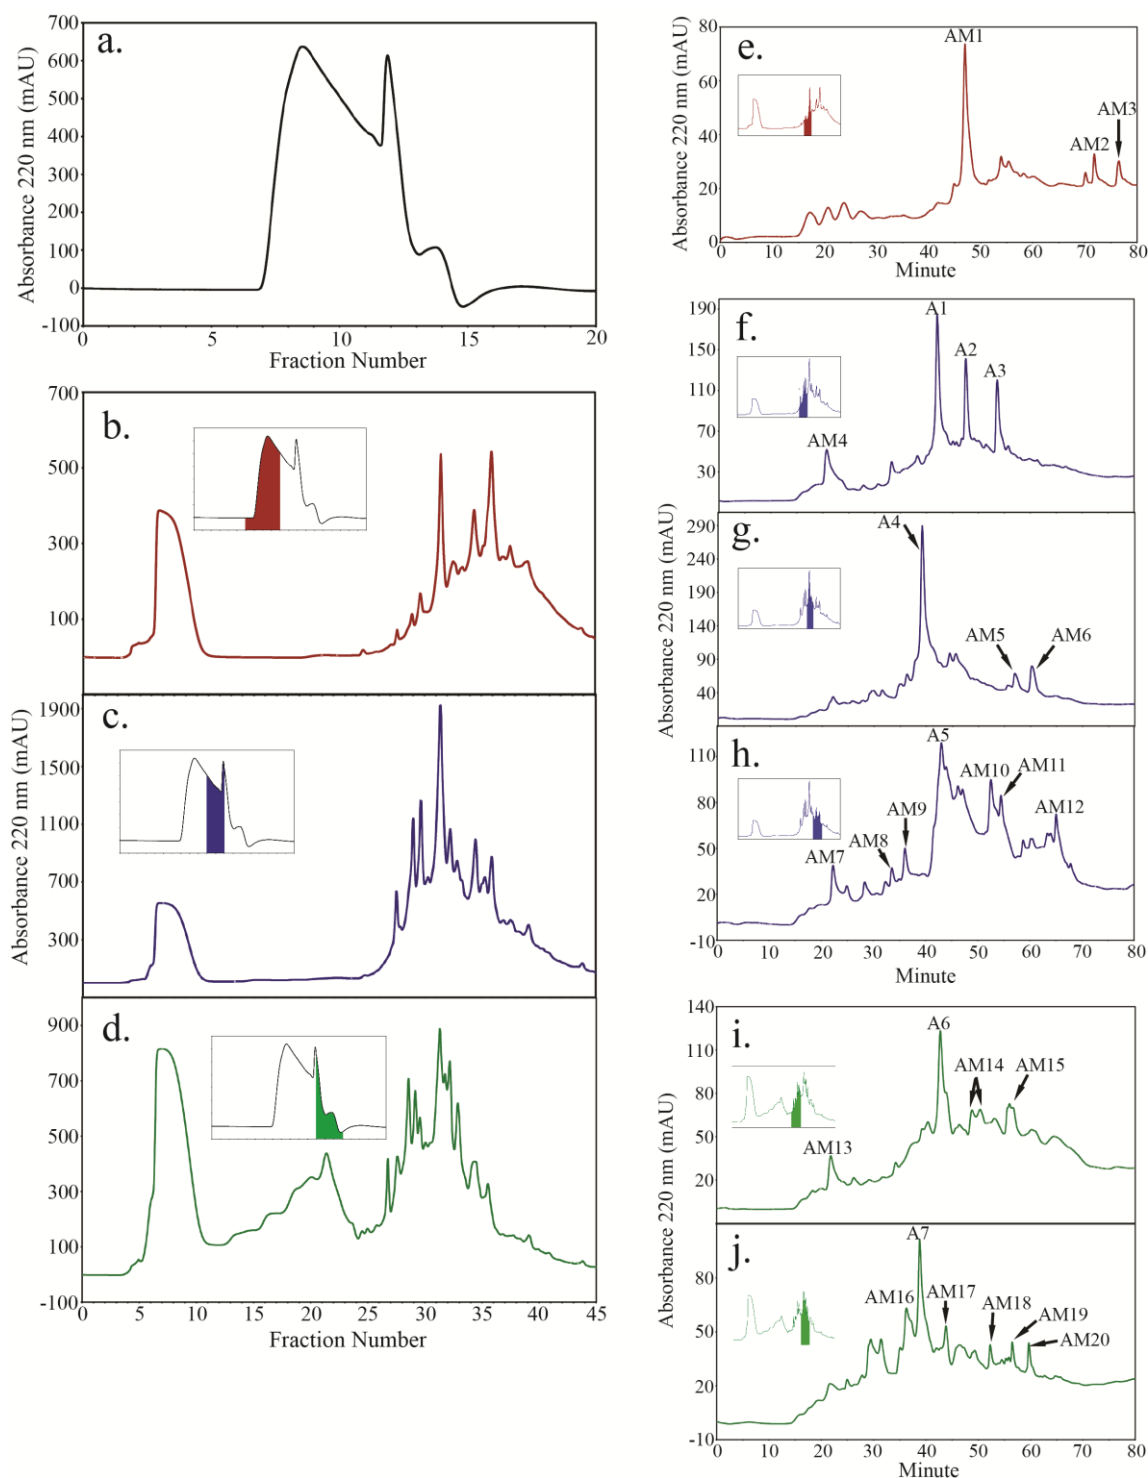 a.
Absorbance 220 nm (mAU)
700
600
500
400
300
200
100
0
-100
0 5 10 15 20
Fraction Number
b.
700
500
300
100
c.
Absorbance 220 nm (mAU)
1900
1500
1100
700
300
d.
900
700
500
300
100
-100
0 5 10 15 20 25 30 35 40 45
Fraction Number
e.
Absorbance 220 nm (mAU)
80
60
40
20
0
AM1
AM2
AM3
0 10 20 30 40 50 60 70 80
Minute
f.
190
150
110
70
30
A1
A2
A3
AM4
g.
Absorbance 220 nm (mAU)
290
240
190
140
90
40
A4
AM5
AM6
h.
110
80
50
20
-10
A5
AM10
AM11
AM12
AM9
AM8
AM7
0 10 20 30 40 50 60 70 80
Minute
i.
Absorbance 220 nm (mAU)
140
110
80
50
20
A6
AM14
AM15
AM13
j.
80
50
20
-10
A7
AM16
AM17
AM18
AM19
AM20
0 10 20 30 40 50 60 70 80
Minute